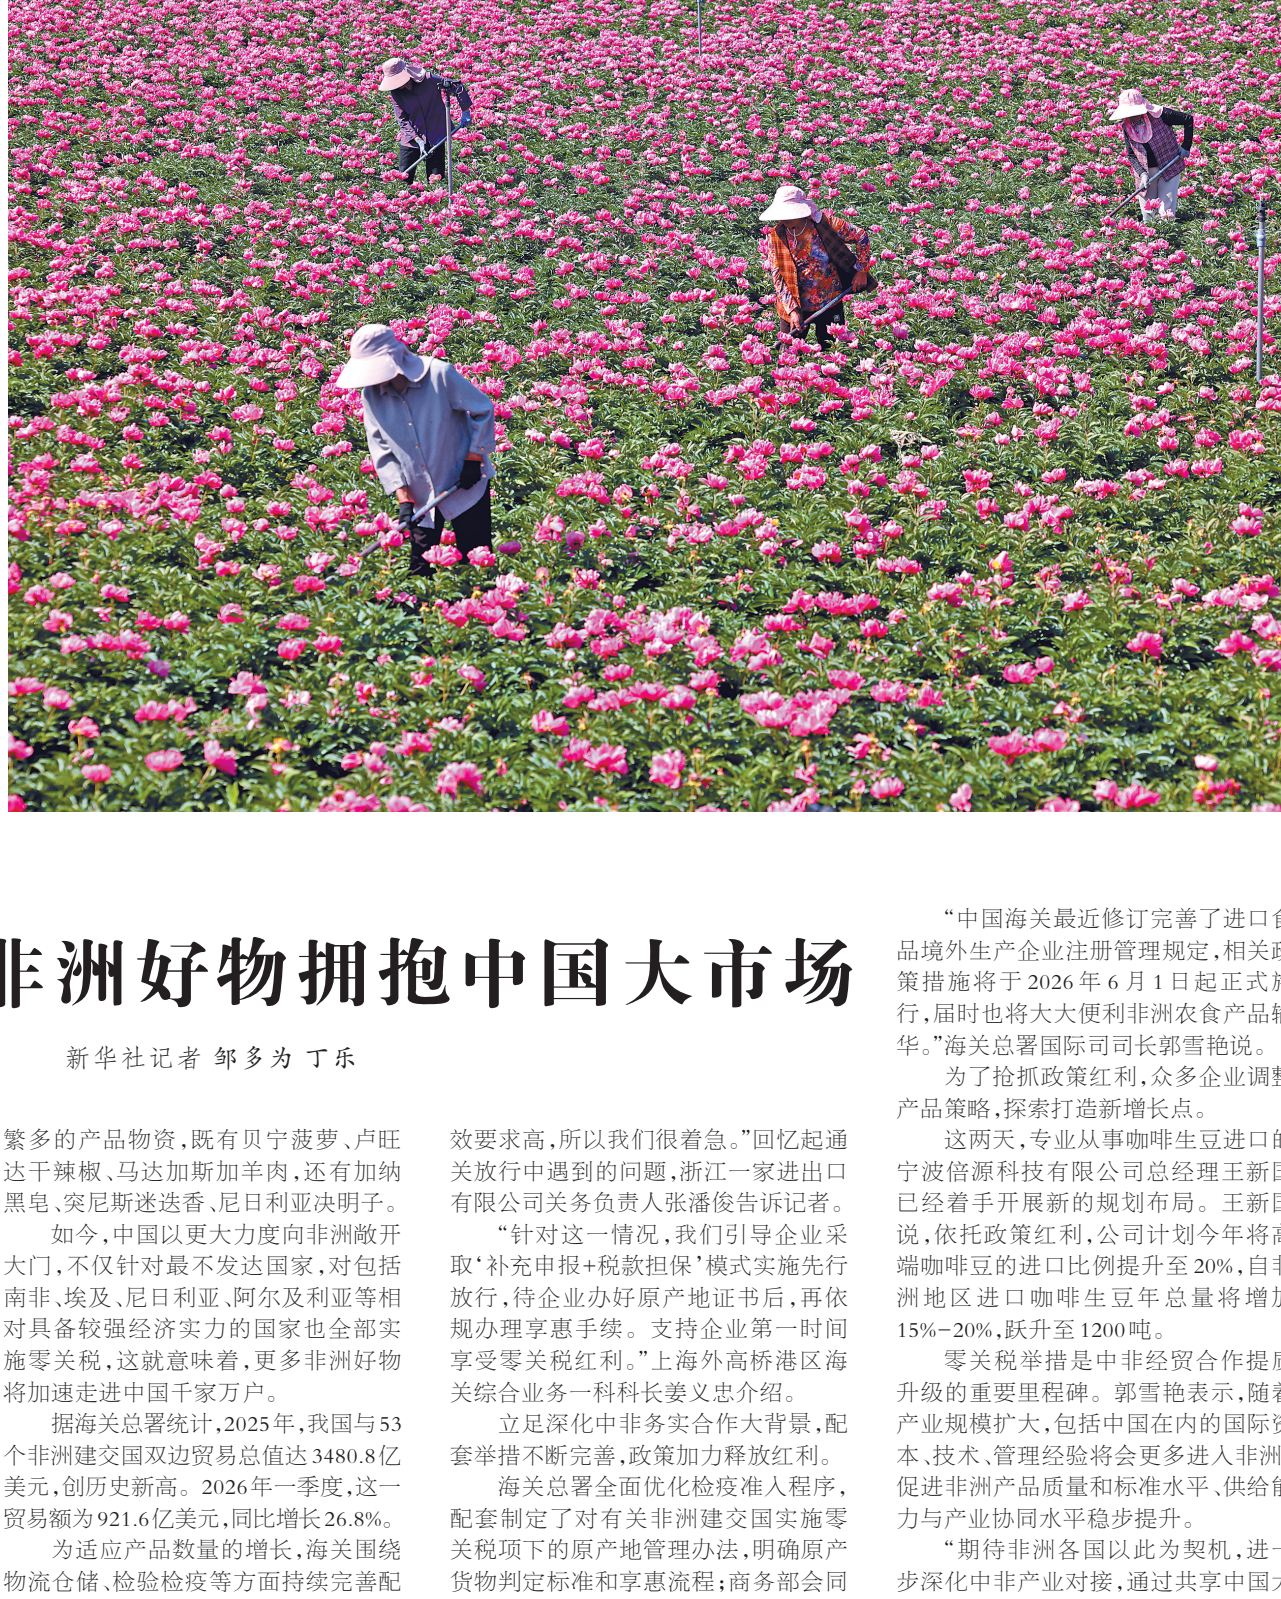 非洲好物拥抱中国大市场
新华社记者 邹多为 丁乐
繁多的产品物资,既有贝宁菠萝、卢旺
达干辣椒、马达加斯加羊肉,还有加纳
黑皂、突尼斯迷迭香、尼日利亚决明子。
如今,中国以更大力度向非洲敞开
大门,不仅针对最不发达国家,对包括
南非、埃及、尼日利亚、阿尔及利亚等相
对具备较强经济实力的国家也全部实
施零关税,这就意味着,更多非洲好物
将加速走进中国千家万户。
据海关总署统计,2025年,我国与53
个非洲建交国双边贸易总值达3480.8亿
美元,创历史新高。2026年一季度,这一
贸易额为921.6亿美元,同比增长26.8%。
为适应产品数量的增长,海关围绕
物流仓储、检验检疫等方面持续完善配
效要求高,所以我们很着急。”回忆起通
关放行中遇到的问题,浙江一家进出口
有限公司关务负责人张潘俊告诉记者。
“针对这一情况,我们引导企业采
取‘补充申报+税款担保’模式实施先行
放行,待企业办好原产地证书后,再依
规办理享惠手续。支持企业第一时间
享受零关税红利。”上海外高桥港区海
关综合业务一科科长姜义忠介绍。
立足深化中非务实合作大背景,配
套举措不断完善,政策加力释放红利。
海关总署全面优化检疫准入程序,
配套制定了对有关非洲建交国实施零
关税项下的原产地管理办法,明确原产
货物判定标准和享惠流程;商务部会同
“中国海关最近修订完善了进口食
品境外生产企业注册管理规定,相关政
策措施将于2026年6月1日起正式施
行,届时也将大大便利非洲农食产品输
华。”海关总署国际司司长郭雪艳说。
为了抢抓政策红利,众多企业调整
产品策略,探索打造新增长点。
这两天,专业从事咖啡生豆进口的
宁波倍源科技有限公司总经理王新国
已经着手开展新的规划布局。王新国
说,依托政策红利,公司计划今年将高
端咖啡豆的进口比例提升至20%,自非
洲地区进口咖啡生豆年总量将增加
15%-20%,跃升至1200吨。
零关税举措是中非经贸合作提质
升级的重要里程碑。郭雪艳表示,随着
产业规模扩大,包括中国在内的国际资
本、技术、管理经验将会更多进入非洲
促进非洲产品质量和标准水平、供给能
力与产业协同水平稳步提升。
“期待非洲各国以此为契机,进一
步深化中非产业对接,通过共享中国大